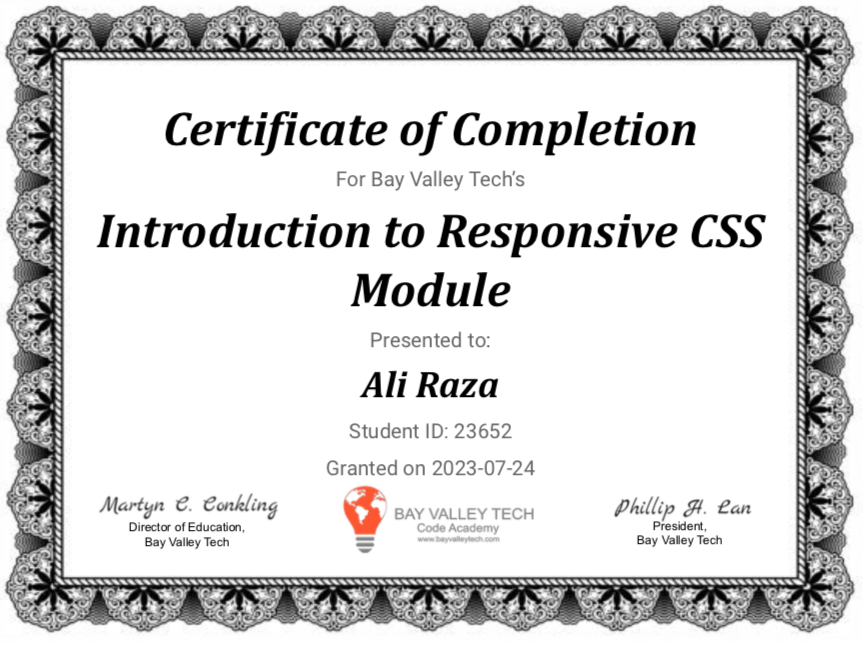 Certificate of Completion
For Bay Valley Tech's
Introduction to Responsive CSS
Module
Presented to:
Ali Raza
Student ID: 23652
Granted on 2023-07-24
Martyn C. Conkling
Director of Education,
Bay Valley Tech
BAY VALLEY TECH
Code Academy
www.bayvalleytech.com
Phillip H. Lan
President,
Bay Valley Tech